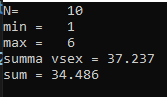 N=      10
min =   1
max =   6
summa vsex = 37.237
sum = 34.486